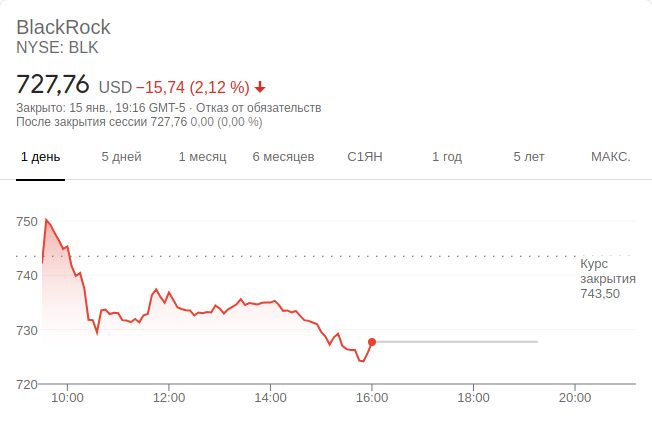 BlackRock
NYSE: BLK
727,76 USD −15,74 (2,12 %)
Закрыто: 15 янв., 19:16 GMT-5 · Отказ от обязательств
После закрытия сессии 727,76 0,00 (0,00 %)
1 день 5 дней 1 месяц 6 месяцев С1ЯН 1 год 5 лет МАКС.
750
740
730
720
Курс
закрытия
743,50
10:00 12:00 14:00 16:00 18:00 20:00